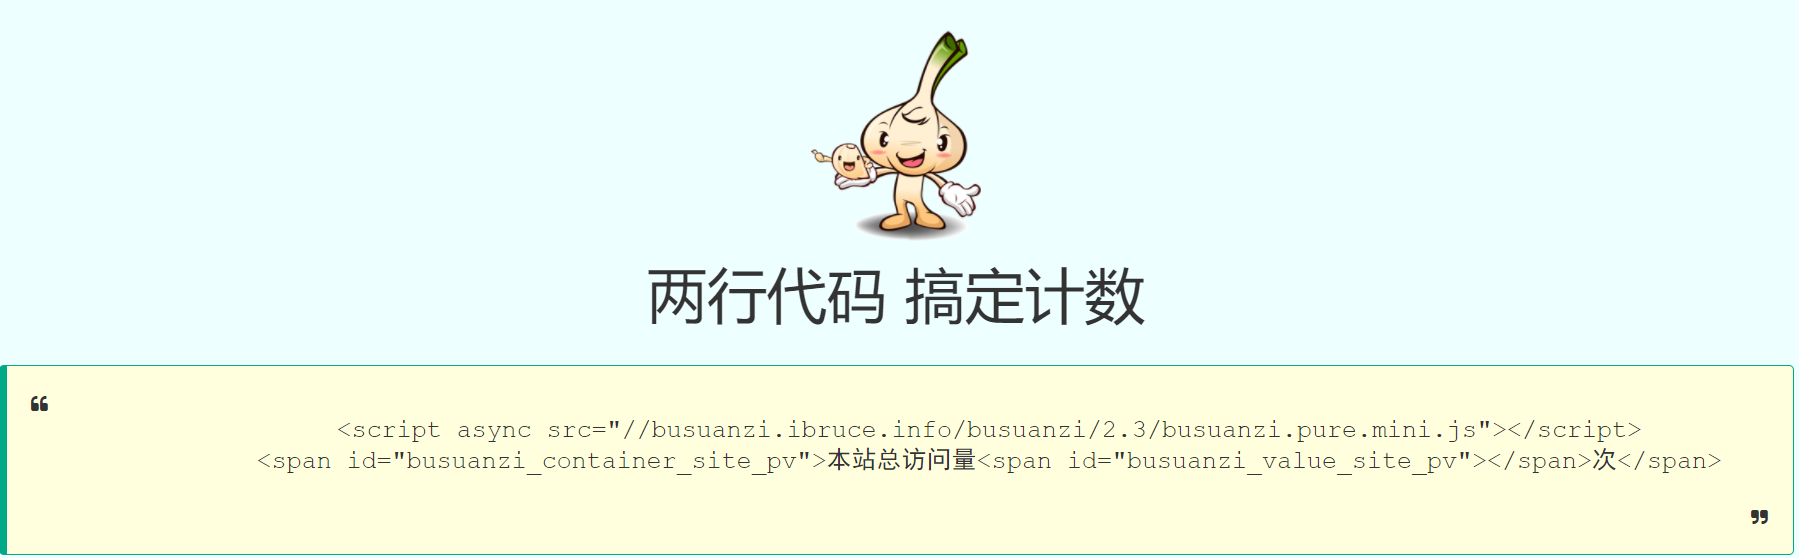 两行代码 搞定计数
“
<script async src="//busuanzi.ibruce.info/busuanzi/2.3/busuanzi.pure.mini.js"></script>
<span id="busuanzi_container_site_pv">本站总访问量<span id="busuanzi_value_site_pv"></span>次</span>
”